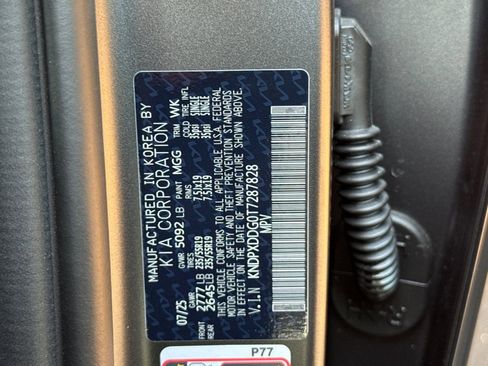 MANUFACTURED IN KOREA BY
KIA CORPORATION
07/25 GVWR 5092 LB PAINT MGG TRIM WK
GAWR TIRES RIMS COLD TIRE INFL
FRONT 2777 LB 235/55R19 7.5Jx19 35psi SINGLE
REAR 2645 LB 235/55R19 7.5Jx19 35psi SINGLE
THIS VEHICLE CONFORMS TO ALL APPLICABLE U.S.A. FEDERAL
MOTOR VEHICLE SAFETY AND THEFT PREVENTION STANDARDS
IN EFFECT ON THE DATE OF MANUFACTURE SHOWN ABOVE.
V.I.N KNDPXDDG0T7287828
MPV
P77